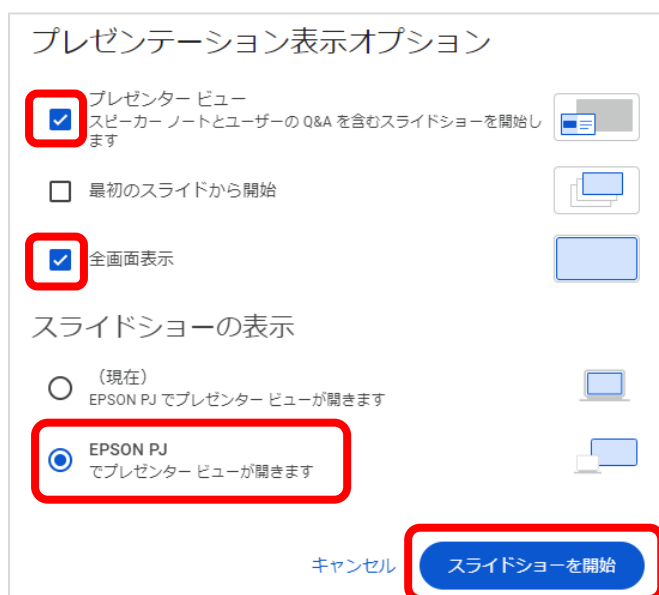 プレゼンテーション表示オプション
プレゼンター ビュー
スピーカー ノートとユーザーの Q&A を含むスライドショーを開始し
ます
最初のスライドから開始
全画面表示
スライドショーの表示
（現在）
EPSON PJ でプレゼンター ビューが開きます
EPSON PJ
でプレゼンター ビューが開きます
キャンセル
スライドショーを開始